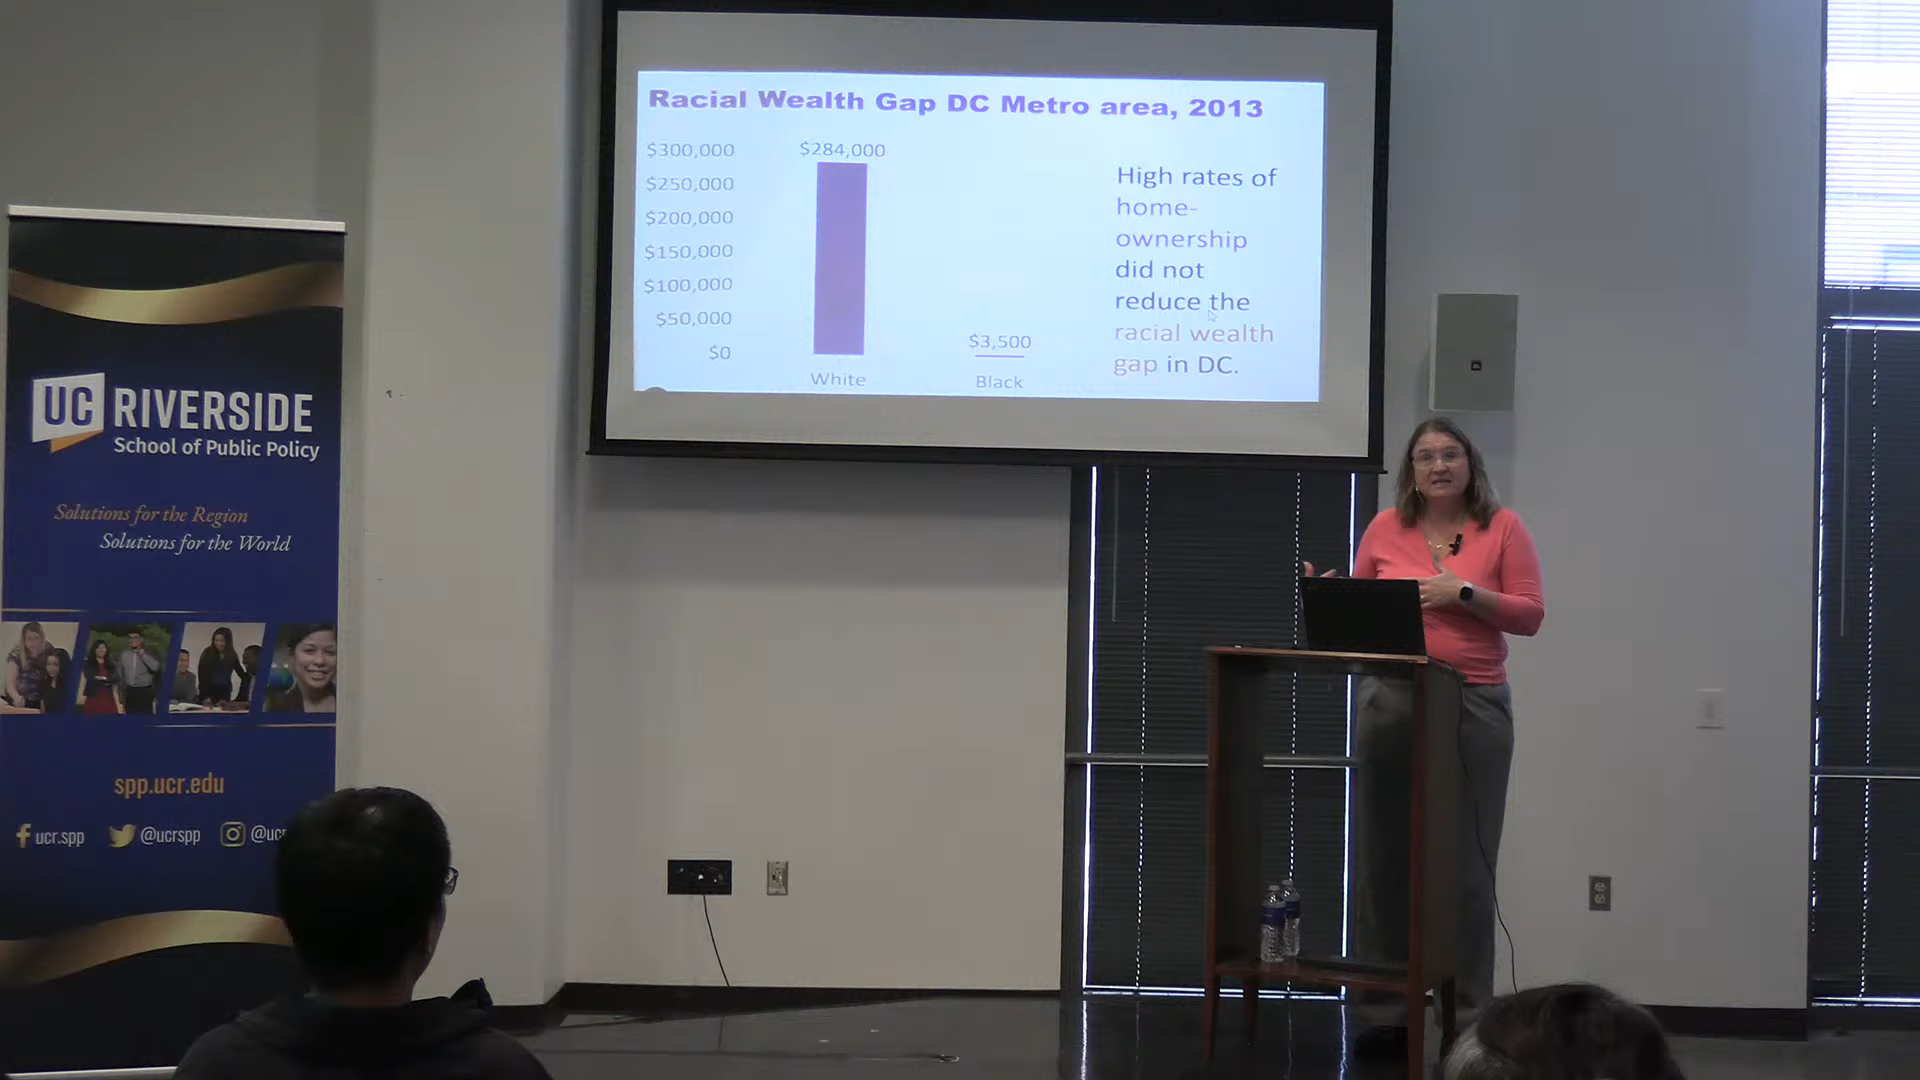 Racial Wealth Gap DC Metro area, 2013
$300,000
$250,000
$200,000
$150,000
$100,000
$50,000
$0
$284,000
$3,500
White
Black
High rates of
home-
ownership
did not
reduce the
racial wealth
gap in DC.
UC RIVERSIDE
School of Public Policy
Solutions for the Region
Solutions for the World
spp.ucr.edu
ucr.spp @ucrspp